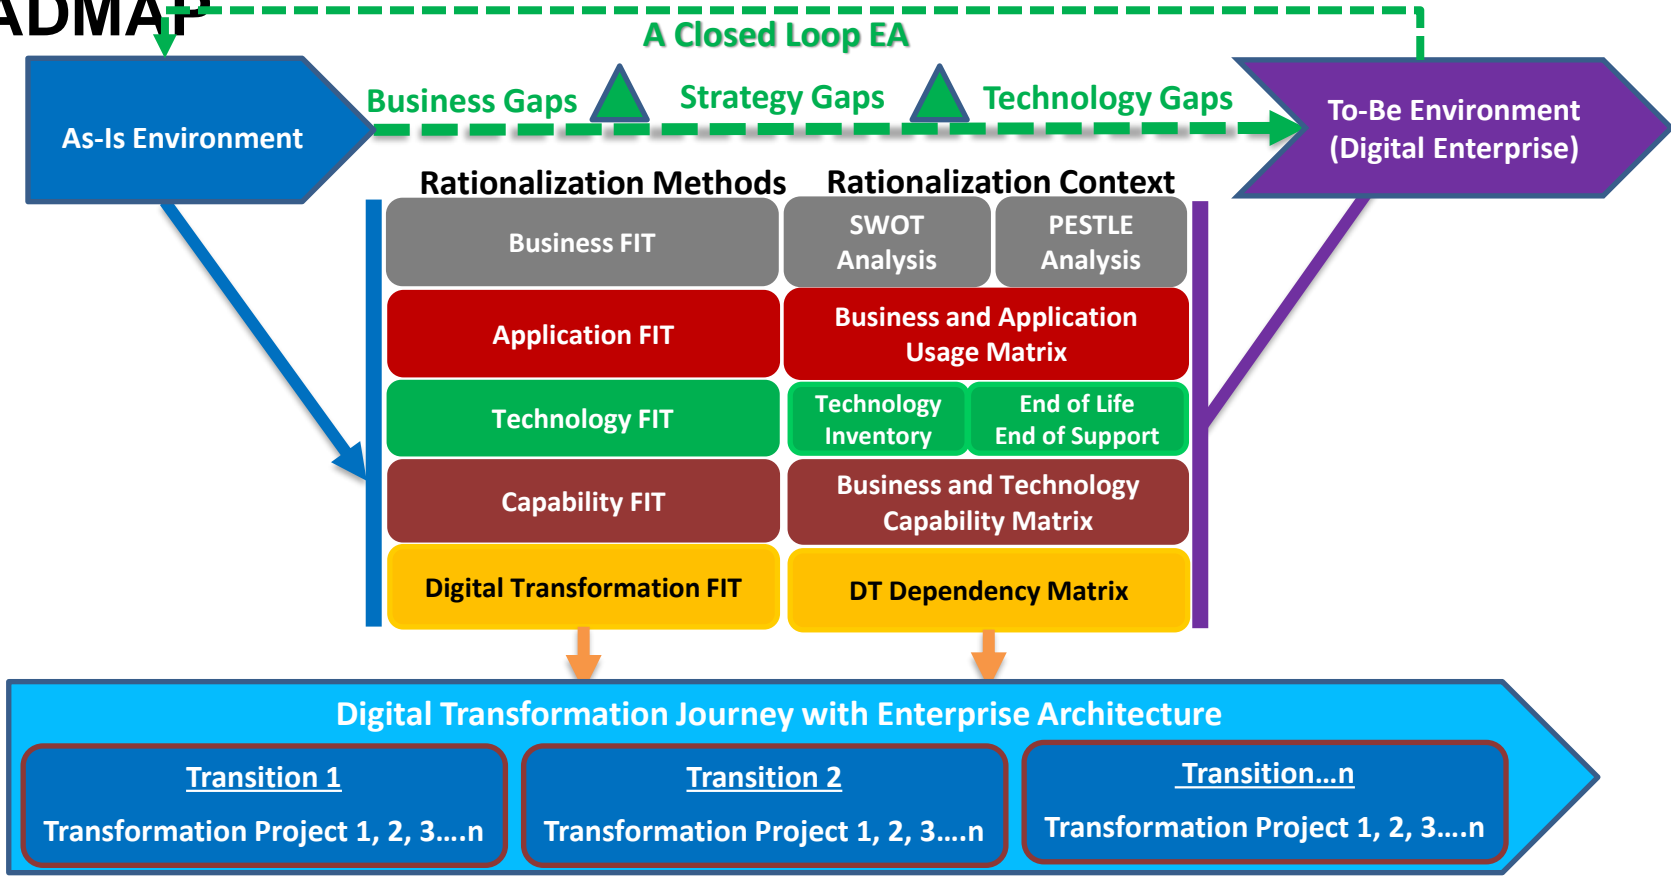 ADMAP
A Closed Loop EA
Business Gaps
Strategy Gaps
Technology Gaps
As-Is Environment
To-Be Environment
(Digital Enterprise)
Rationalization Methods
Rationalization Context
Business FIT
SWOT
Analysis
PESTLE
Analysis
Application FIT
Business and Application
Usage Matrix
Technology FIT
Technology
Inventory
End of Life
End of Support
Capability FIT
Business and Technology
Capability Matrix
Digital Transformation FIT
DT Dependency Matrix
Digital Transformation Journey with Enterprise Architecture
Transition 1
Transformation Project 1, 2, 3....n
Transition 2
Transformation Project 1, 2, 3....n
Transition...n
Transformation Project 1, 2, 3....n